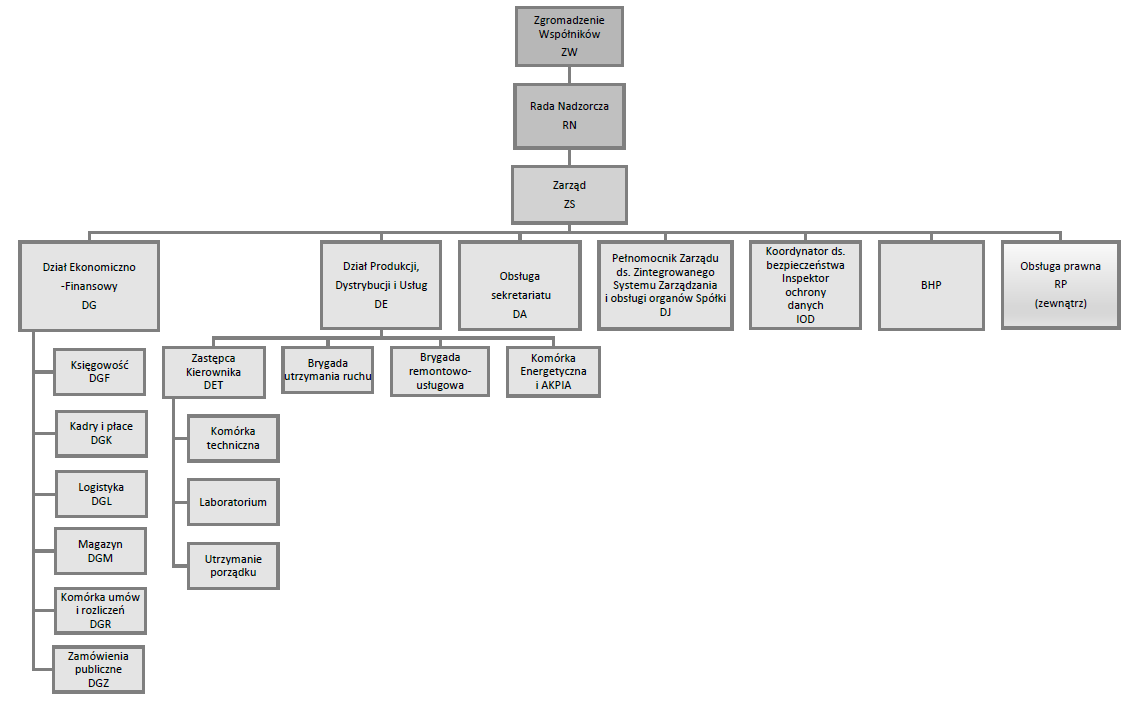 Zgromadzenie
Wspólników
ZW
Rada Nadzorcza
RN
Zarząd
ZS
Dział Ekonomiczno
-Finansowy
DG
Dział Produkcji,
Dystrybucji i Usług
DE
Obsługa
sekretariatu
DA
Pełnomocnik Zarządu
ds. Zintegrowanego
Systemu Zarządzania
i obsługi organów Spółki
DJ
Koordynator ds.
bezpieczeństwa
Inspektor
ochrony
danych
IOD
BHP
Obsługa prawna
RP
(zewnątrz)
Księgowość
DGF
Kadry i płace
DGK
Logistyka
DGL
Magazyn
DGM
Komórka umów
i rozliczeń
DGR
Zamówienia
publiczne
DGZ
Zastępca
Kierownika
DET
Brygada
utrzymania ruchu
Brygada
remontowo-
usługowa
Komórka
Energetyczna
i AKPIA
Komórka
techniczna
Laboratorium
Utrzymanie
porządku